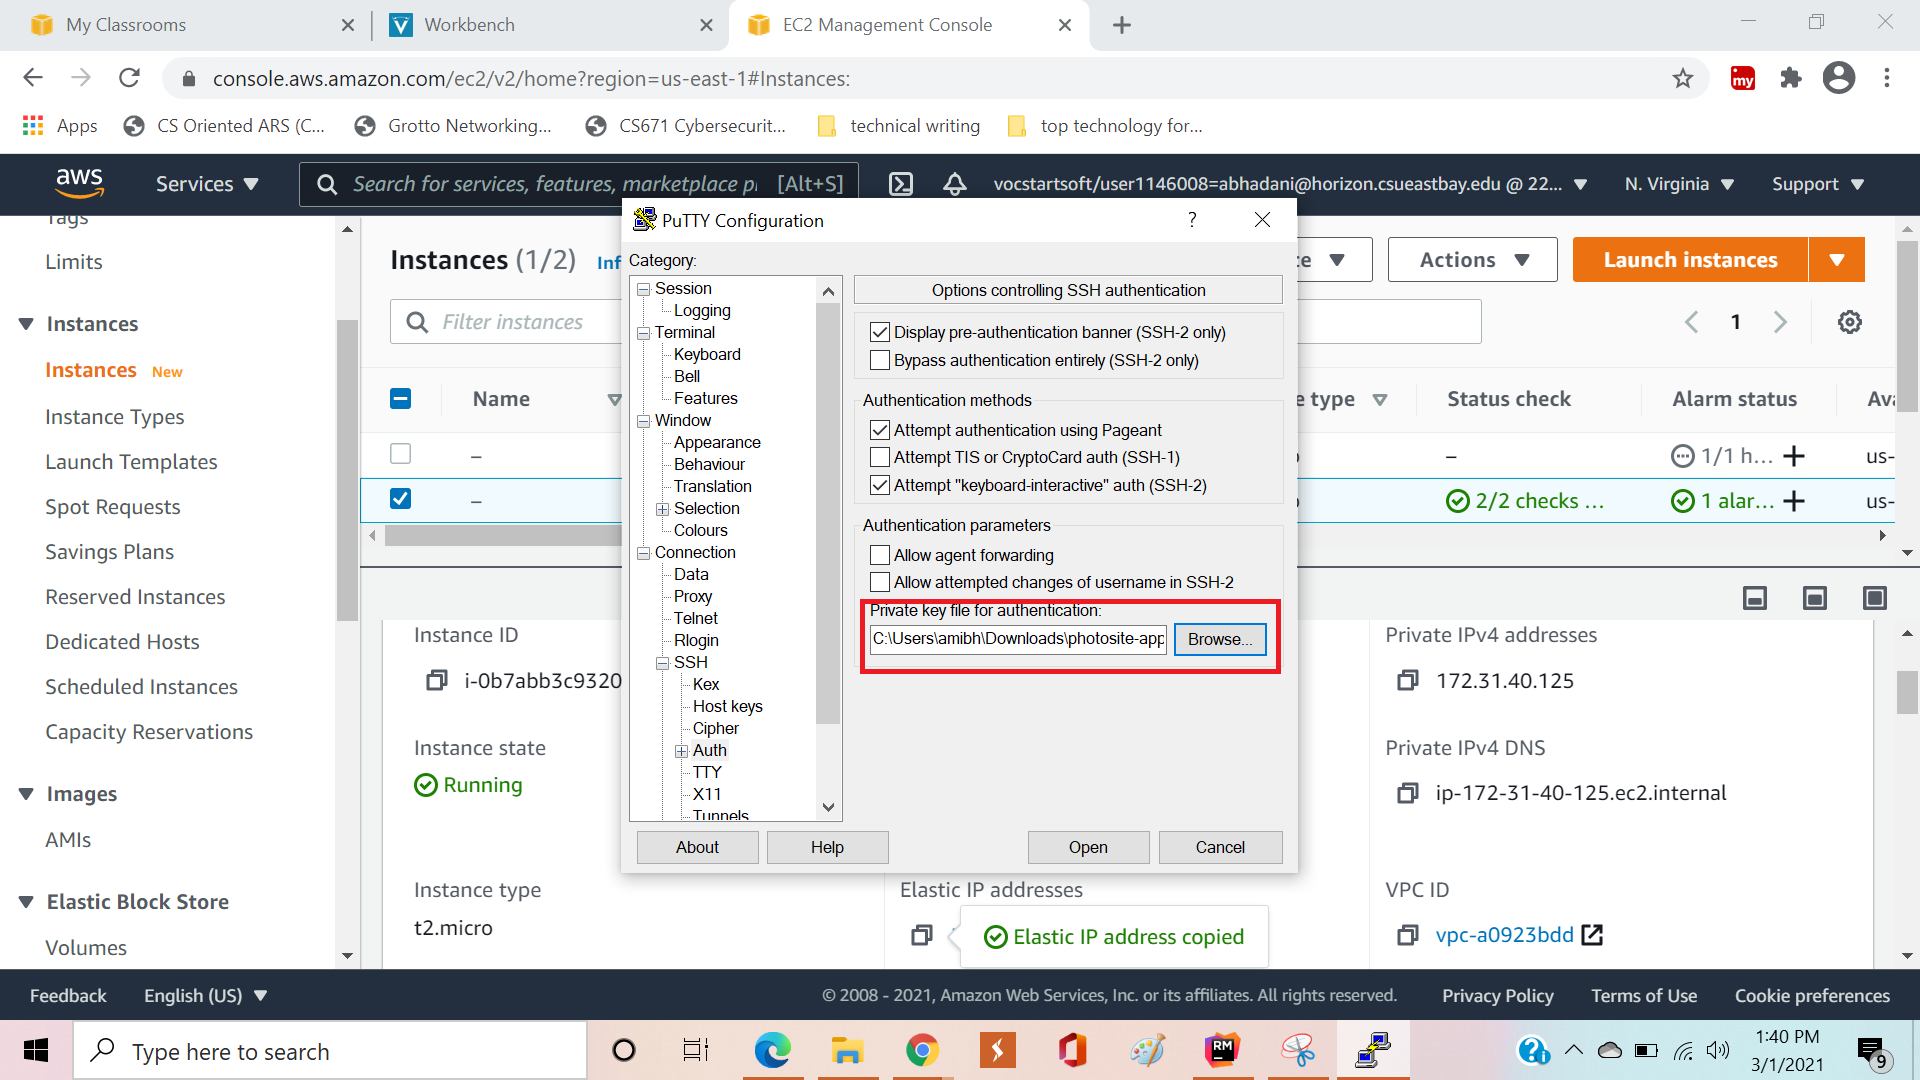 My Classrooms
Workbench
EC2 Management Console
console.aws.amazon.com/ec2/v2/home?region=us-east-1#Instances:
my
Apps
CS Oriented ARS (C...
Grotto Networking...
CS671 Cybersecurit...
technical writing
top technology for...
aws
Services
Search for services, features, marketplace
[Alt+S]
vocstartsoft/user1146008=abhadani@horizon.csueastbay.edu @ 22...
N. Virginia
Support
Tags
Limits
Instances
Instances New
Instance Types
Launch Templates
Spot Requests
Savings Plans
Reserved Instances
Dedicated Hosts
Scheduled Instances
Capacity Reservations
Images
AMIs
Elastic Block Store
Volumes
Instances (1/2)
Actions
Launch instances
Filter instances
1
Name
type
Status check
Alarm status
–
–
1/1 h...
us-
–
2/2 checks ...
1 alar...
us-
PuTTY Configuration
?
Category:
Session
Logging
Terminal
Keyboard
Bell
Features
Window
Appearance
Behaviour
Translation
Selection
Colours
Connection
Data
Proxy
Telnet
Rlogin
SSH
Kex
Host keys
Cipher
Auth
TTY
X11
Tunnels
Options controlling SSH authentication
Display pre-authentication banner (SSH-2 only)
Bypass authentication entirely (SSH-2 only)
Authentication methods
Attempt authentication using Pageant
Attempt TIS or CryptoCard auth (SSH-1)
Attempt "keyboard-interactive" auth (SSH-2)
Authentication parameters
Allow agent forwarding
Allow attempted changes of username in SSH-2
Private key file for authentication:
C:\Users\amibh\Downloads\photosite-app
Browse...
About
Help
Open
Cancel
Instance ID
i-0b7abb3c9320
Private IPv4 addresses
172.31.40.125
Instance state
Running
Private IPv4 DNS
ip-172-31-40-125.ec2.internal
Instance type
t2.micro
Elastic IP addresses
Elastic IP address copied
VPC ID
vpc-a0923bdd
Feedback
English (US)
© 2008 - 2021, Amazon Web Services, Inc. or its affiliates. All rights reserved.
Privacy Policy
Terms of Use
Cookie preferences
Type here to search
RM
1:40 PM
3/1/2021
9